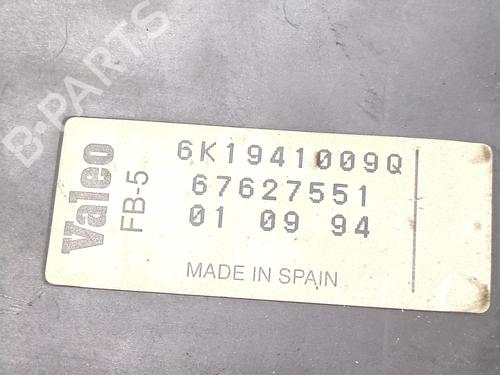 B-PARTS
Valeo
FB-5
6K1941009Q
67627551
01 09 94
MADE IN SPAIN